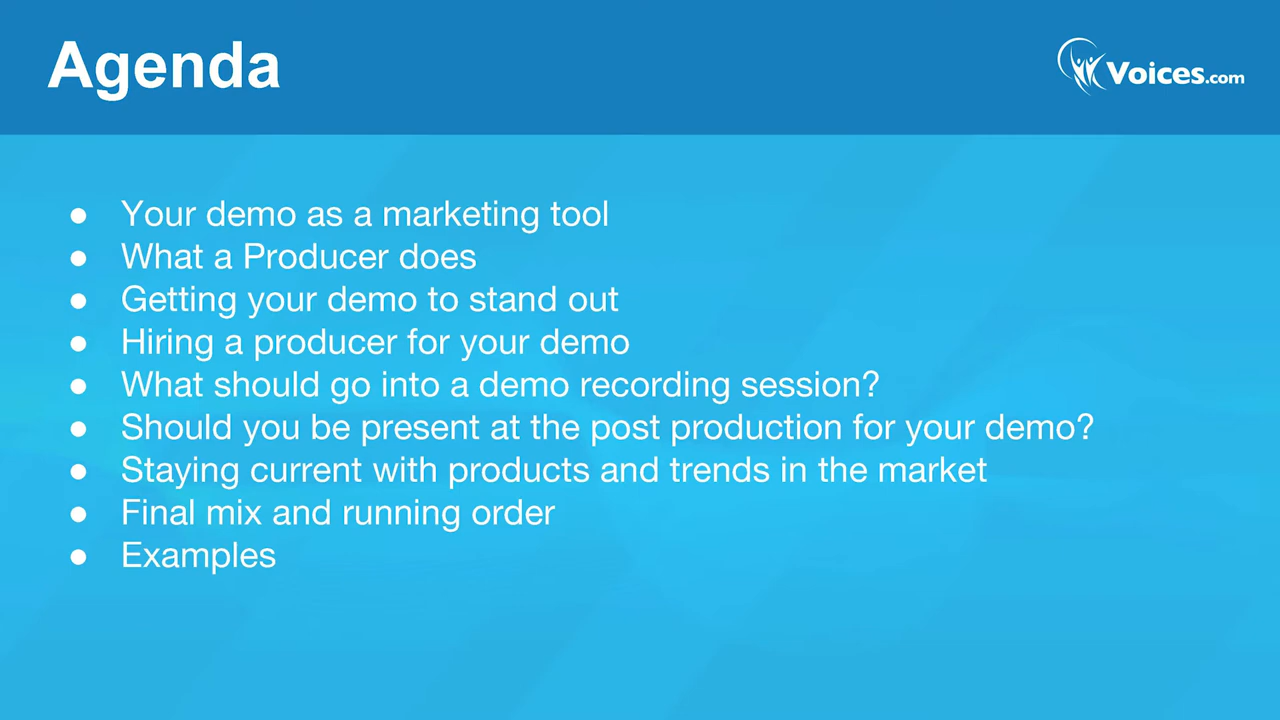 Agenda
Voices.com
● Your demo as a marketing tool
● What a Producer does
● Getting your demo to stand out
● Hiring a producer for your demo
● What should go into a demo recording session?
● Should you be present at the post production for your demo?
● Staying current with products and trends in the market
● Final mix and running order
● Examples